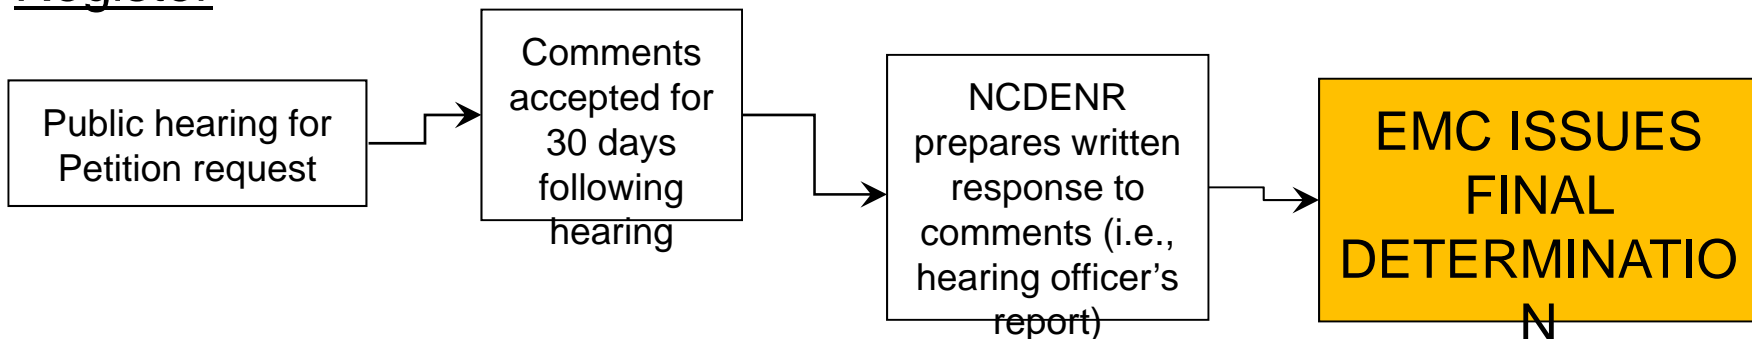 Register
Public hearing for
Petition request
Comments
accepted for
30 days
following
hearing
NCDENR
prepares written
response to
comments (i.e.,
hearing officer’s
report)
EMC ISSUES
FINAL
DETERMINATIO
N